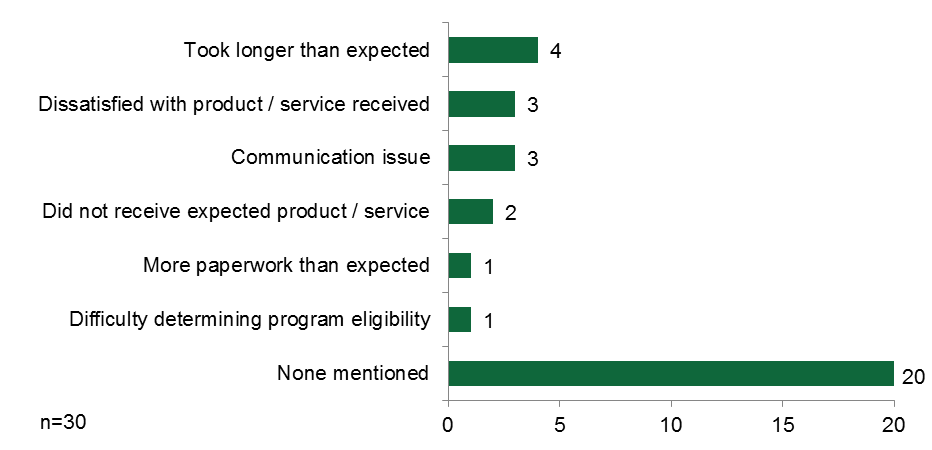 Took longer than expected 4
Dissatisfied with product / service received 3
Communication issue 3
Did not receive expected product / service 2
More paperwork than expected 1
Difficulty determining program eligibility 1
None mentioned 20
n=30
0 5 10 15 20